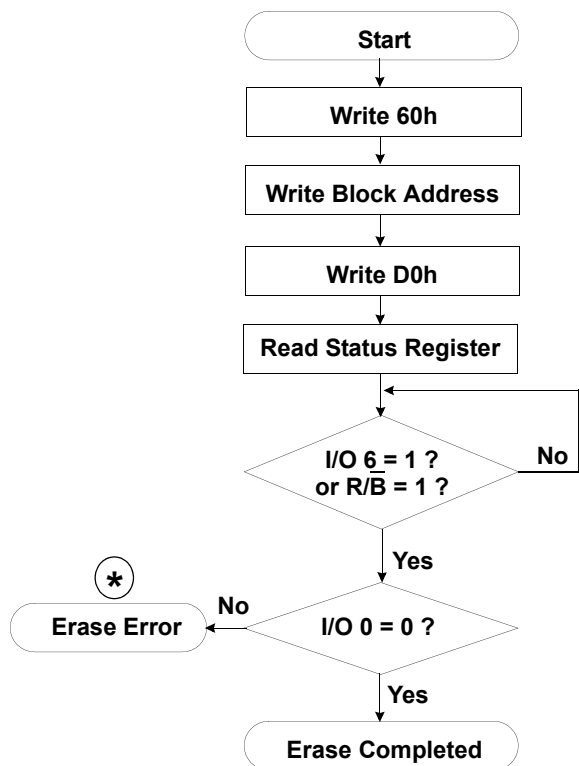 Start
Write 60h
Write Block Address
Write D0h
Read Status Register
I/O 6 = 1 ?
or R/B̅ = 1 ?
No
Yes
*
No
Erase Error
I/O 0 = 0 ?
Yes
Erase Completed